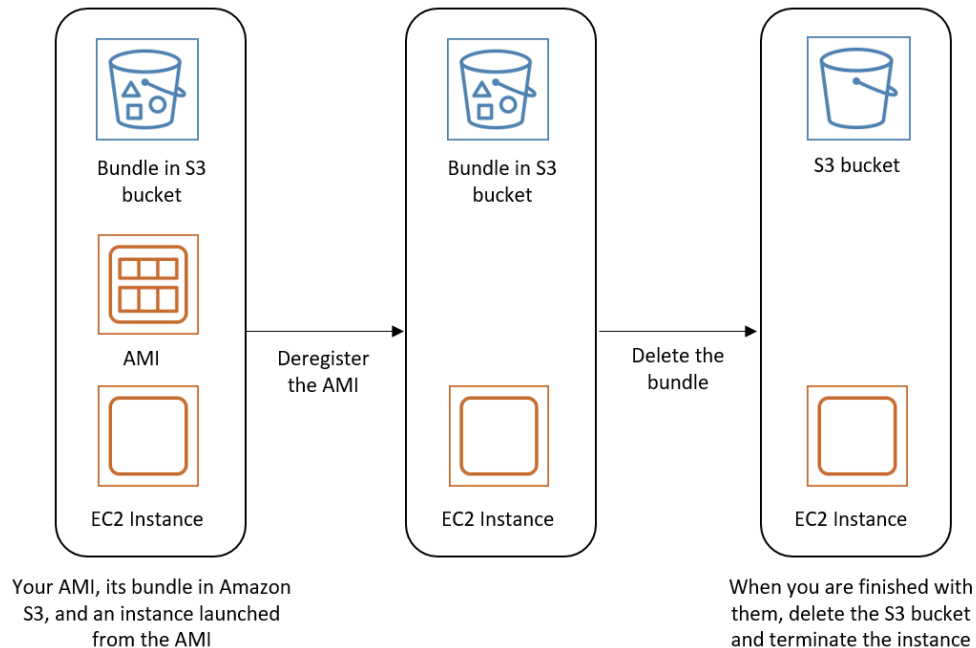 Bundle in S3
bucket
AMI
EC2 Instance
Your AMI, its bundle in Amazon
S3, and an instance launched
from the AMI
Deregister
the AMI
Bundle in S3
bucket
EC2 Instance
Delete the
bundle
S3 bucket
EC2 Instance
When you are finished with
them, delete the S3 bucket
and terminate the instance